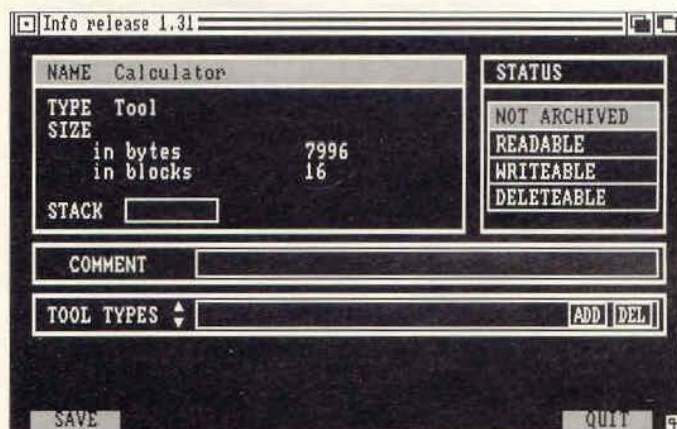 Info release 1.31
NAME Calculator
TYPE Tool
SIZE
in bytes 7996
in blocks 16
STACK
STATUS
NOT ARCHIVED
READABLE
WRITEABLE
DELETEABLE
COMMENT
TOOL TYPES
ADD DEL
SAVE
QUIT